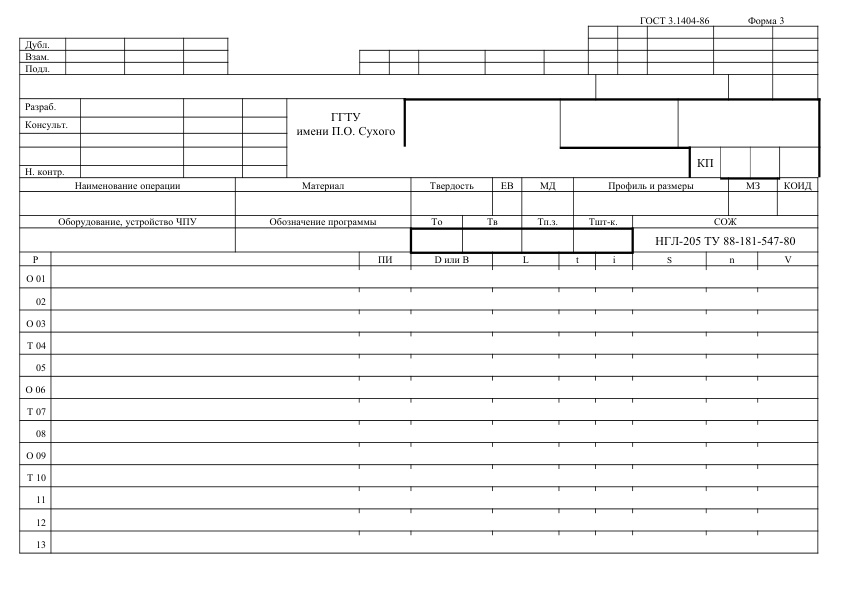 ГОСТ 3.1404-86 Форма 3
Дубл.
Взам.
Подл.
Разраб.
Консульт.
Н. контр.
ГГТУ
имени П.О. Сухого
КП
Наименование операции Материал Твердость ЕВ МД Профиль и размеры МЗ КОИД
Оборудование, устройство ЧПУ Обозначение программы То Тв Тп.з. Тшт-к. СОЖ
НГЛ-205 ТУ 88-181-547-80
Р ПИ D или В L t i S n V
О 01
02
О 03
Т 04
05
О 06
Т 07
08
О 09
Т 10
11
12
13